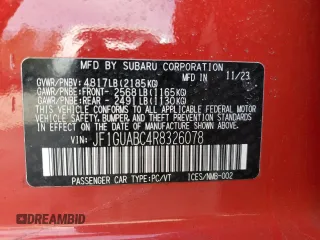 MFD. BY SUBARU CORPORATION
GVWR/PNBV: 4817LB(2185KG) 11/23
GAWR/PNBE: FRONT- 2568LB(1165KG)
GAWR/PNBE: REAR - 2491LB(1130KG)
THIS VEHICLE CONFORMS TO ALL APPLICABLE
FEDERAL MOTOR VEHICLE SAFETY,
BUMPER, AND THEFT PREVENTION STANDARDS
IN EFFECT ON THE DATE OF
MANUFACTURE SHOWN ABOVE.
VIN: JF1GUABC4R8326078
PASSENGER CAR TYPE:PC/VT ICES/NMB-002
DREAMBID